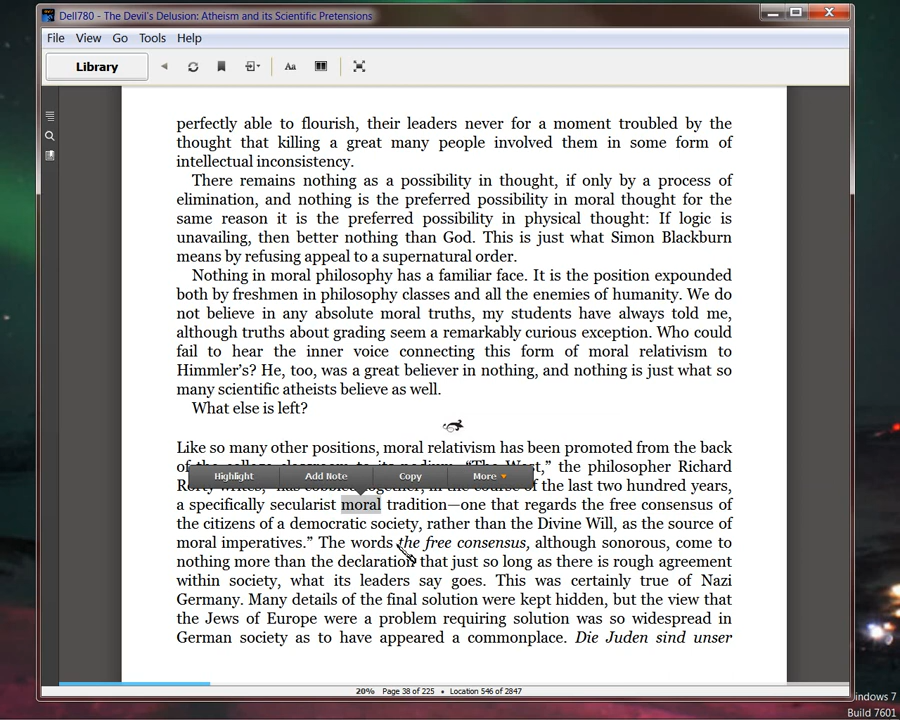 Dell780 - The Devil's Delusion: Atheism and its Scientific Pretensions
File View Go Tools Help
Library
Aa
perfectly able to flourish, their leaders never for a moment troubled by the
thought that killing a great many people involved them in some form of
intellectual inconsistency.
There remains nothing as a possibility in thought, if only by a process of
elimination, and nothing is the preferred possibility in moral thought for the
same reason it is the preferred possibility in physical thought: If logic is
unavailing, then better nothing than God. This is just what Simon Blackburn
means by refusing appeal to a supernatural order.
Nothing in moral philosophy has a familiar face. It is the position expounded
both by freshmen in philosophy classes and all the enemies of humanity. We do
not believe in any absolute moral truths, my students have always told me,
although truths about grading seem a remarkably curious exception. Who could
fail to hear the inner voice connecting this form of moral relativism to
Himmler's? He, too, was a great believer in nothing, and nothing is just what so
many scientific atheists believe as well.
What else is left?
Like so many other positions, moral relativism has been promoted from the back
of the college classroom to its podium. “The West,” the philosopher Richard
Highlight Add Note Copy More
of the last two hundred years,
a specifically secularist moral tradition—one that regards the free consensus of
the citizens of a democratic society, rather than the Divine Will, as the source of
moral imperatives.” The words the free consensus, although sonorous, come to
nothing more than the declaration that just so long as there is rough agreement
within society, what its leaders say goes. This was certainly true of Nazi
Germany. Many details of the final solution were kept hidden, but the view that
the Jews of Europe were a problem requiring solution was so widespread in
German society as to have appeared a commonplace. Die Juden sind unser
20% Page 38 of 225 • Location 546 of 2847
indows 7
Build 7601